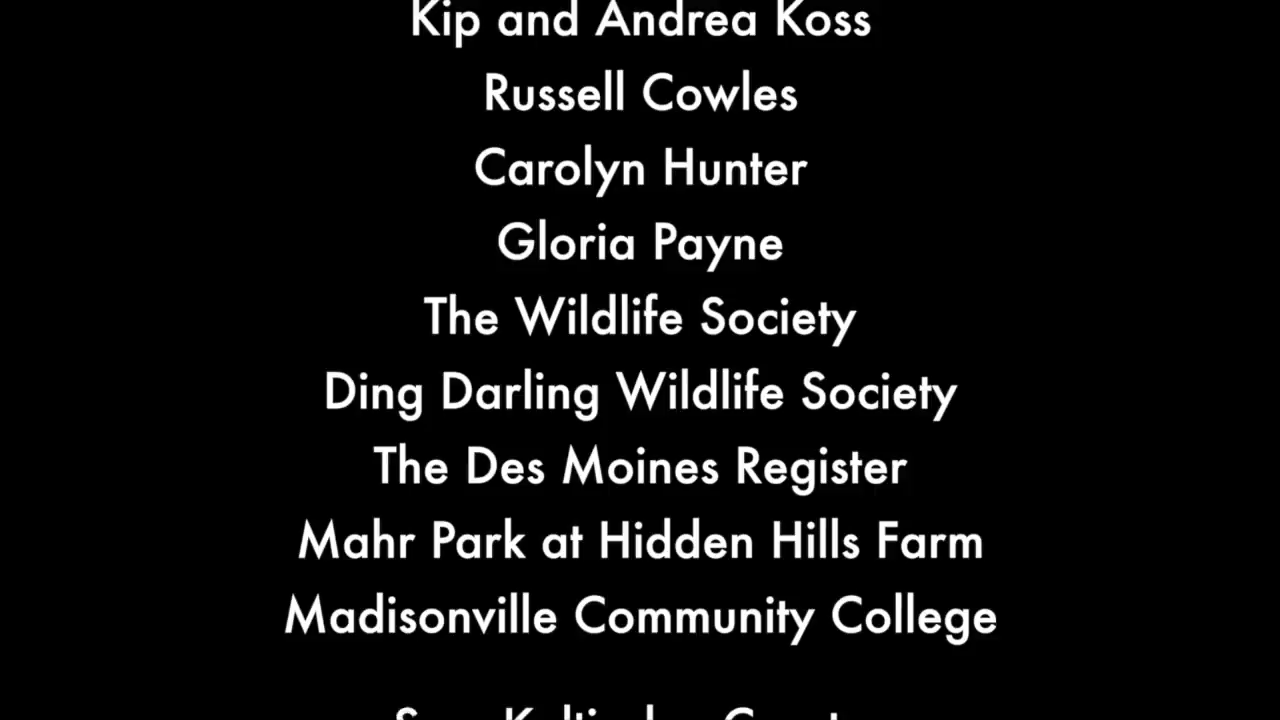 Kip and Andrea Koss
Russell Cowles
Carolyn Hunter
Gloria Payne
The Wildlife Society
Ding Darling Wildlife Society
The Des Moines Register
Mahr Park at Hidden Hills Farm
Madisonville Community College